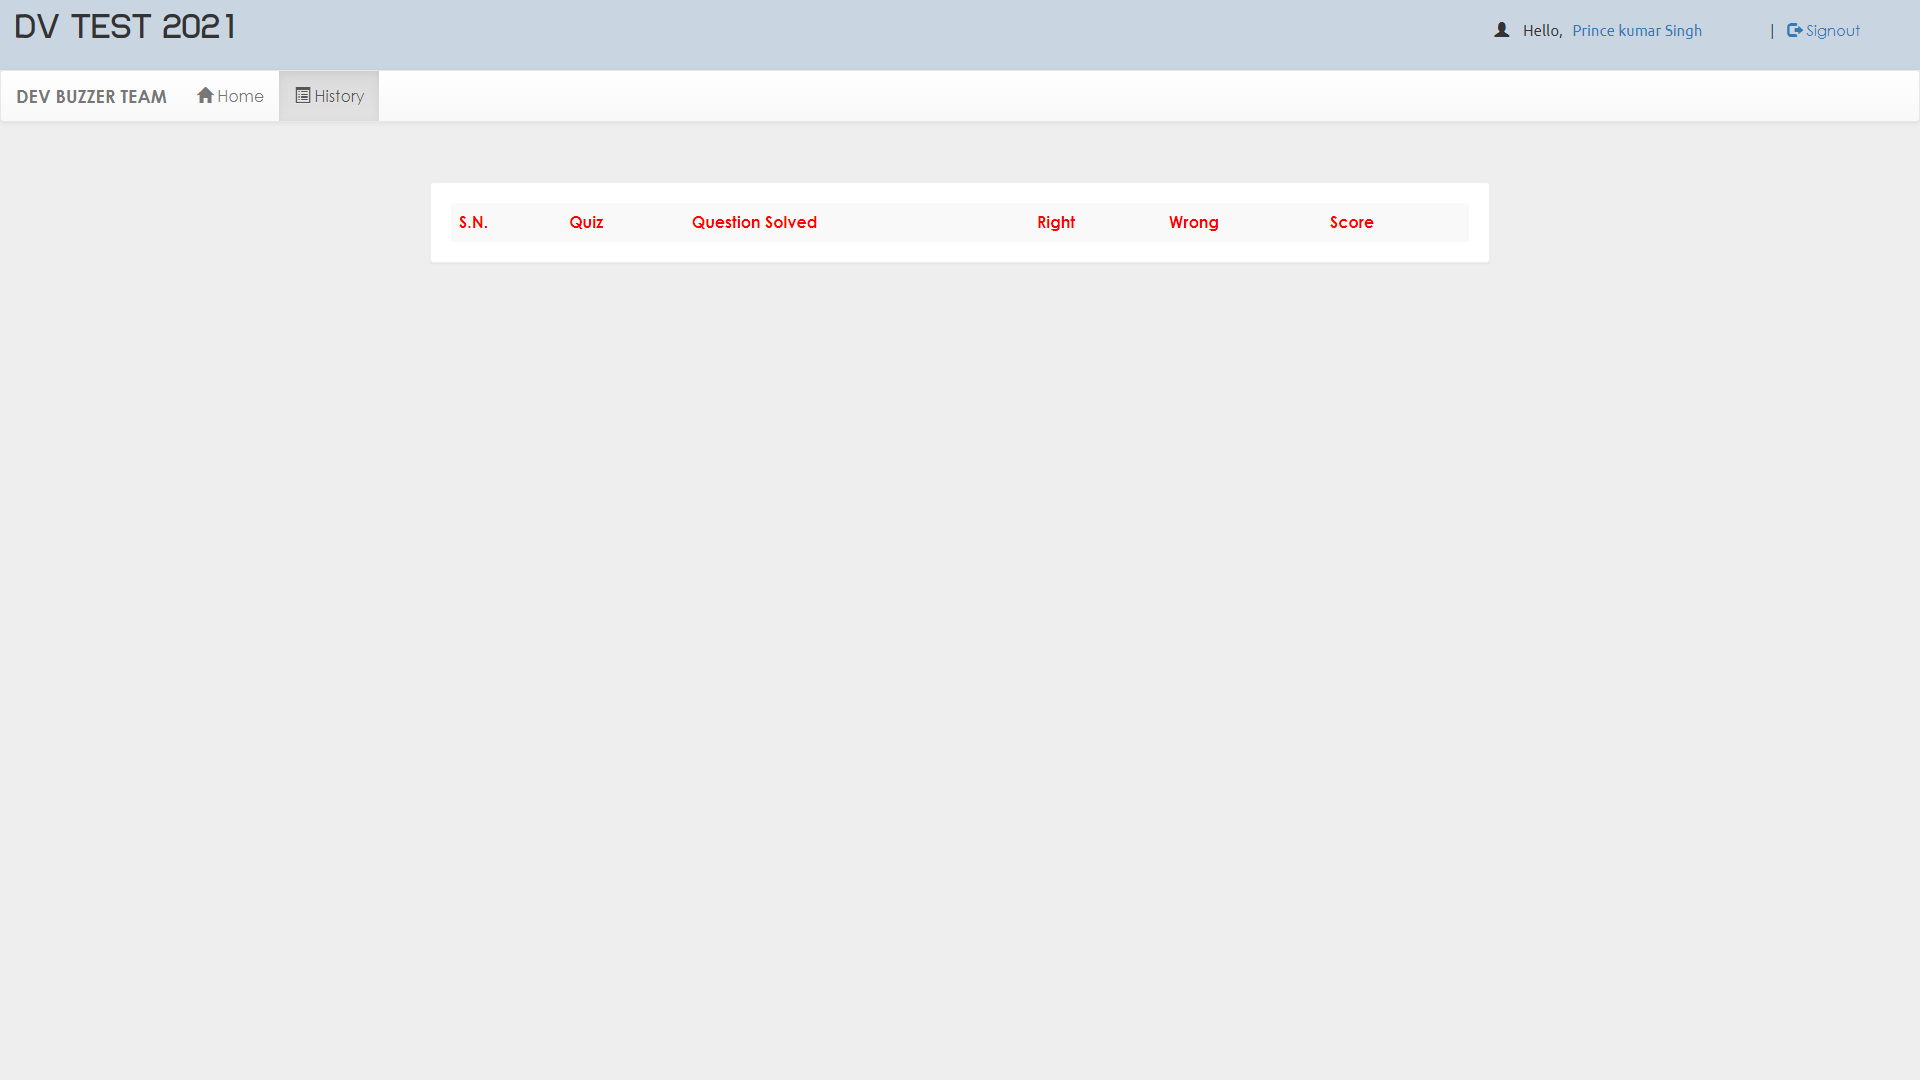 DV TEST 2021
Hello, Prince kumar Singh | Signout
DEV BUZZER TEAM Home History
S.N. Quiz Question Solved Right Wrong Score